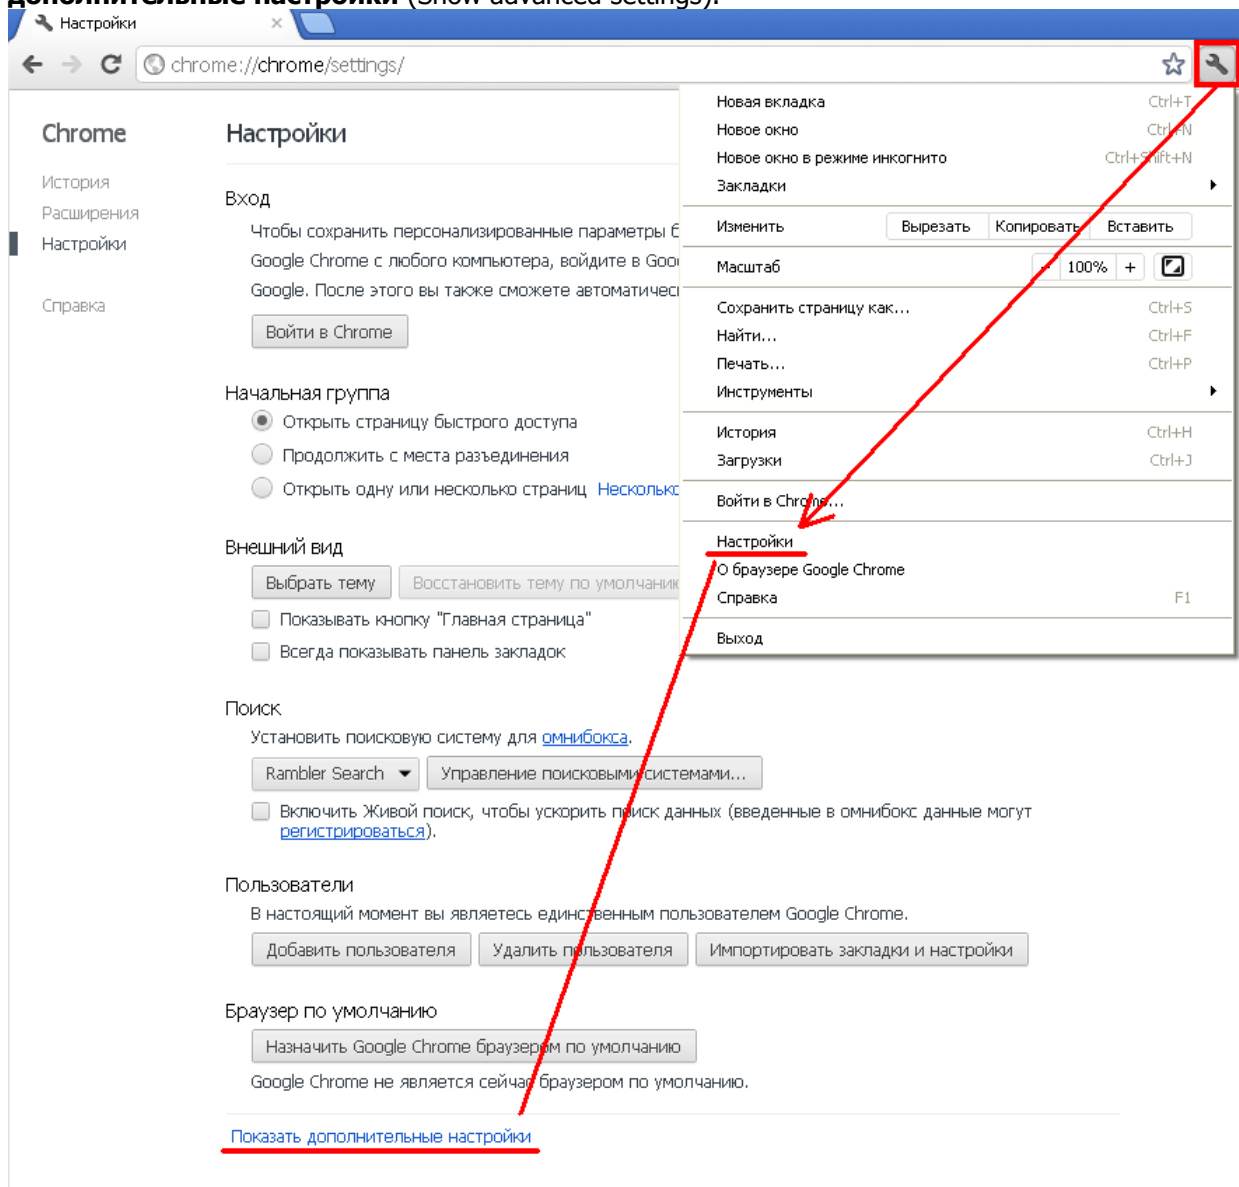 дополнительные настройки (Show advanced settings).
Настройки
chrome://chrome/settings/
Chrome
История
Расширения
Настройки
Справка
Настройки
Вход
Чтобы сохранить персонализированные параметры б
Google Chrome с любого компьютера, войдите в Goo
Google. После этого вы также сможете автоматичес
Войти в Chrome
Начальная группа
Открыть страницу быстрого доступа
Продолжить с места разъединения
Открыть одну или несколько страниц Несколько
Внешний вид
Выбрать тему Восстановить тему по умолчанию
Показывать кнопку "Главная страница"
Всегда показывать панель закладок
Поиск
Установить поисковую систему для омнибокса.
Rambler Search Управление поисковыми системами...
Включить Живой поиск, чтобы ускорить поиск данных (введенные в омнибокс данные могут
регистрироваться).
Пользователи
В настоящий момент вы являетесь единственным пользователем Google Chrome.
Добавить пользователя Удалить пользователя Импортировать закладки и настройки
Браузер по умолчанию
Назначить Google Chrome браузером по умолчанию
Google Chrome не является сейчас браузером по умолчанию.
Показать дополнительные настройки
Новая вкладка Ctrl+T
Новое окно Ctrl+N
Новое окно в режиме инкогнито Ctrl+Shift+N
Закладки
Изменить Вырезать Копировать Вставить
Масштаб - 100% +
Сохранить страницу как... Ctrl+S
Найти... Ctrl+F
Печать... Ctrl+P
Инструменты
История Ctrl+H
Загрузки Ctrl+J
Войти в Chrome...
Настройки
О браузере Google Chrome
Справка F1
Выход